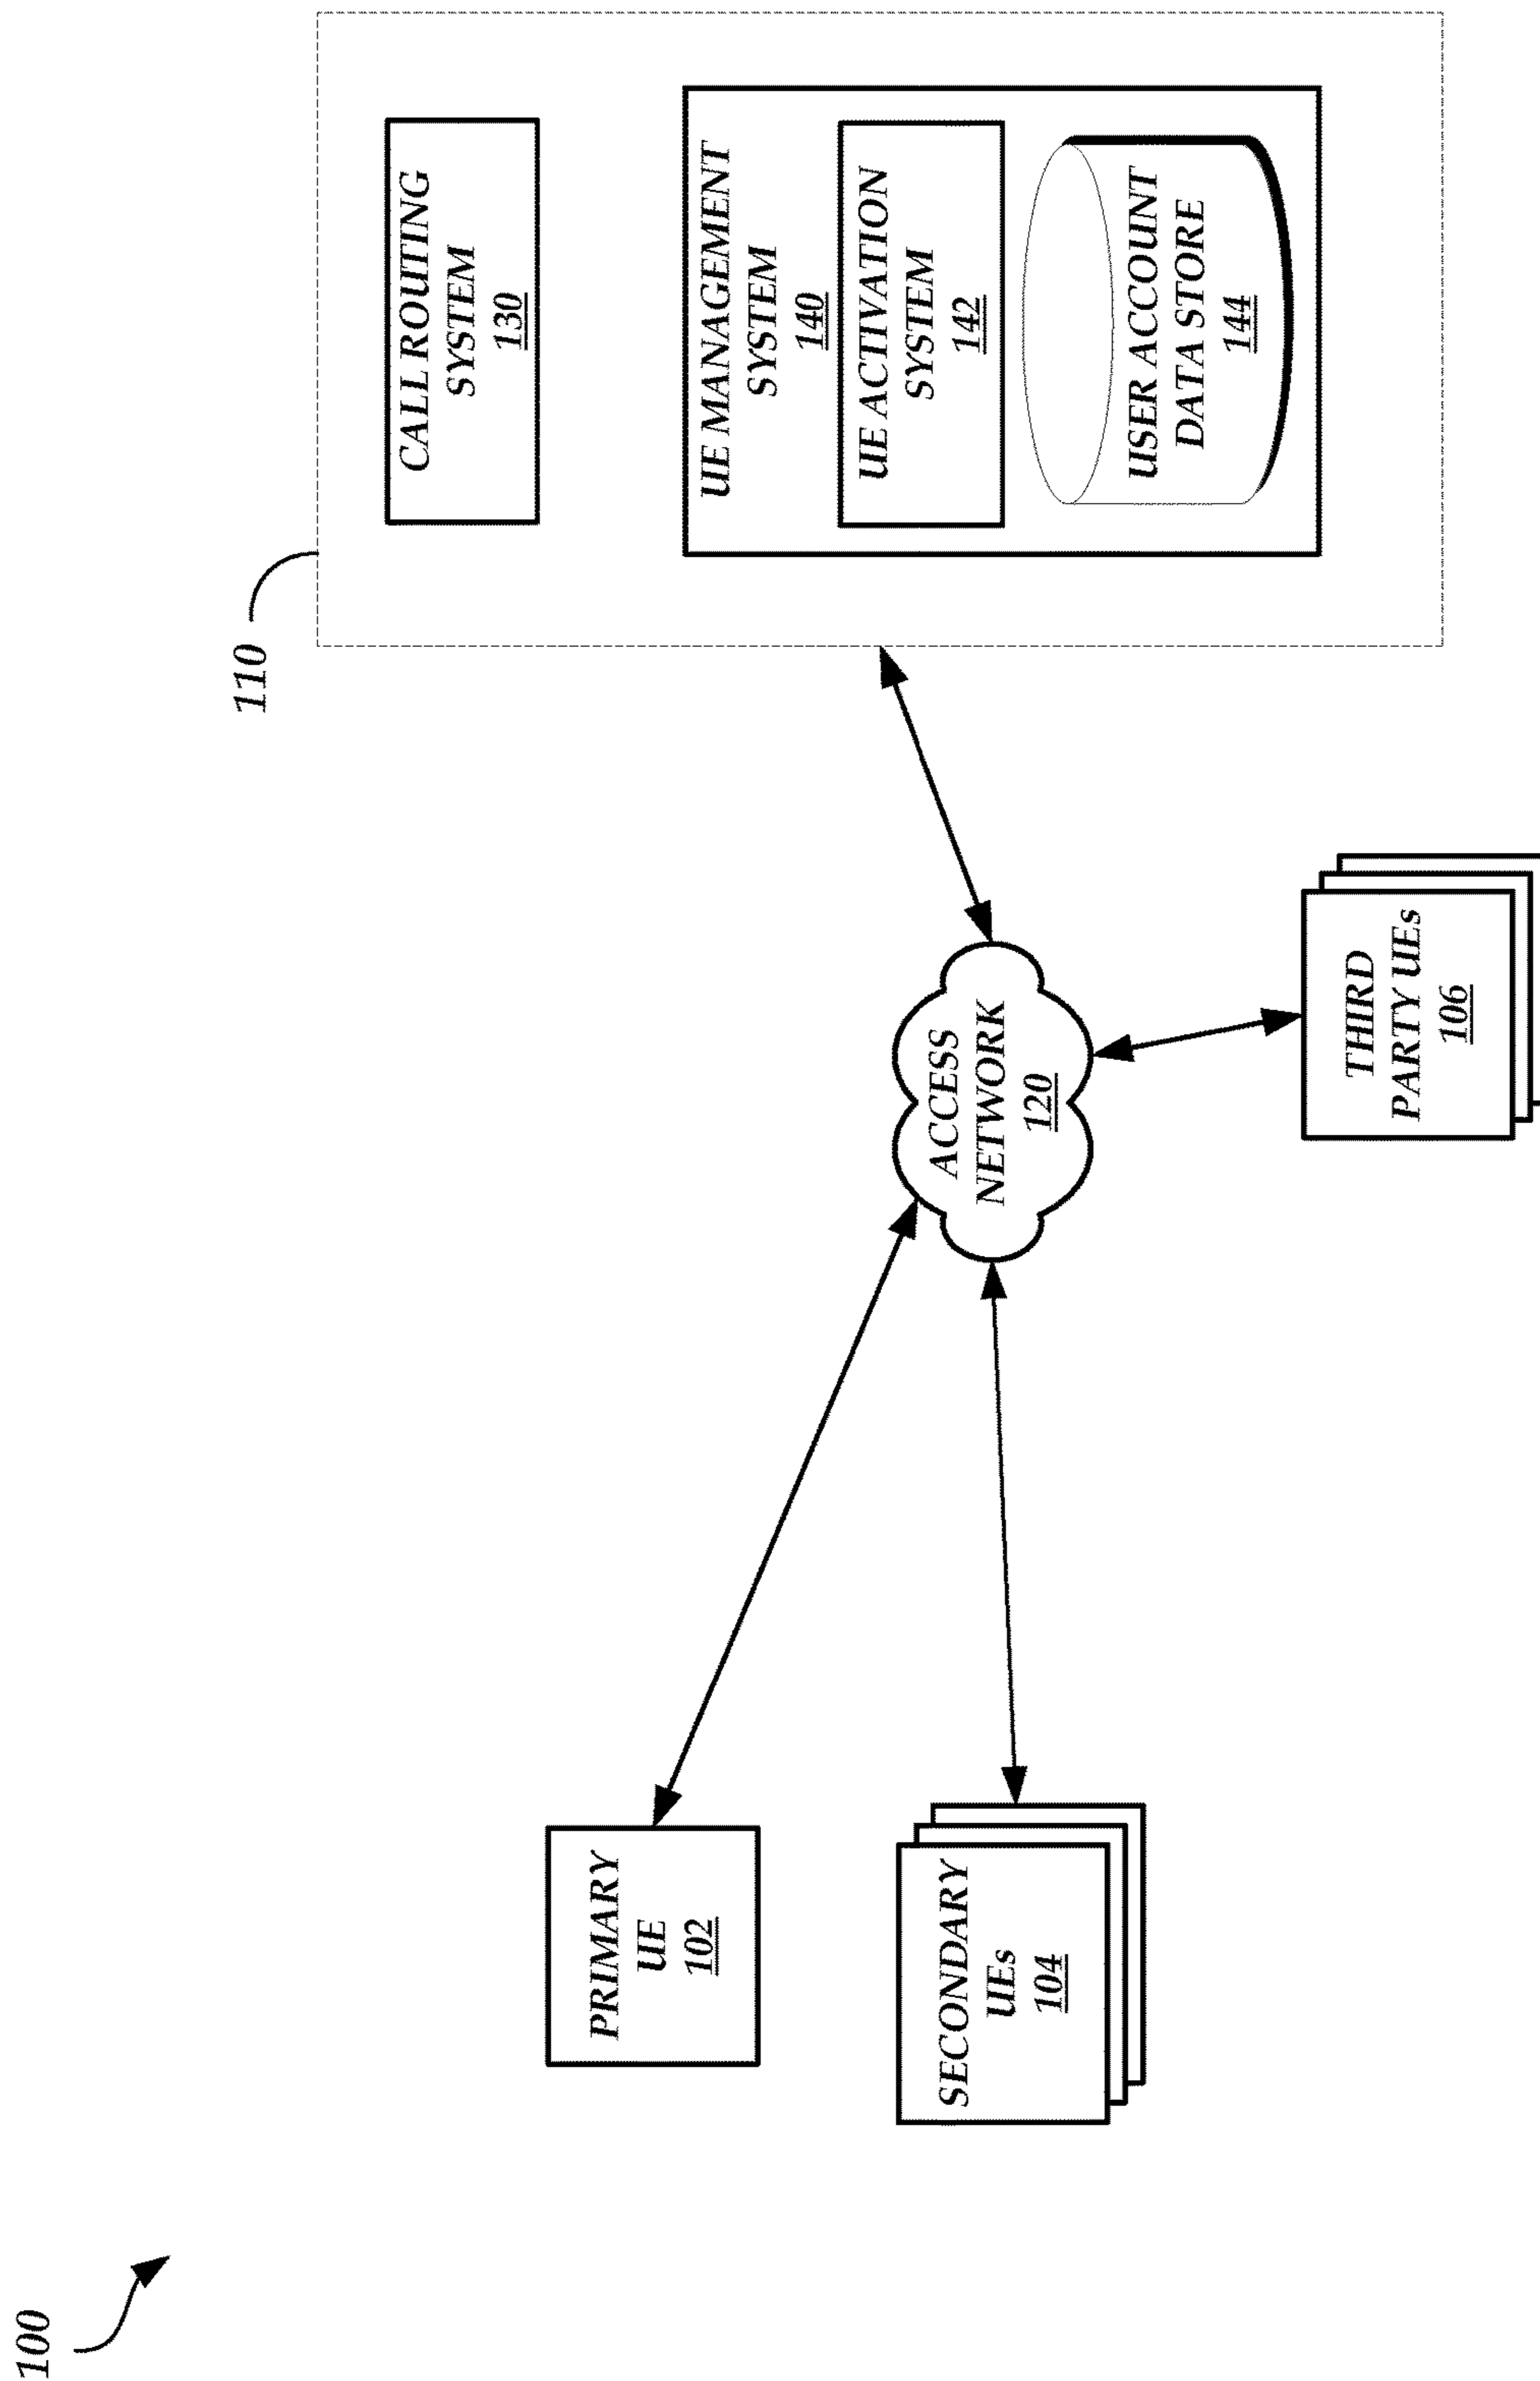 100
PRIMARY
UE
102
SECONDARY
UEs
104
ACCESS
NETWORK
120
THIRD
PARTY UEs
106
110
CALL ROUTING
SYSTEM
130
UE MANAGEMENT
SYSTEM
140
UE ACTIVATION
SYSTEM
142
USER ACCOUNT
DATA STORE
144